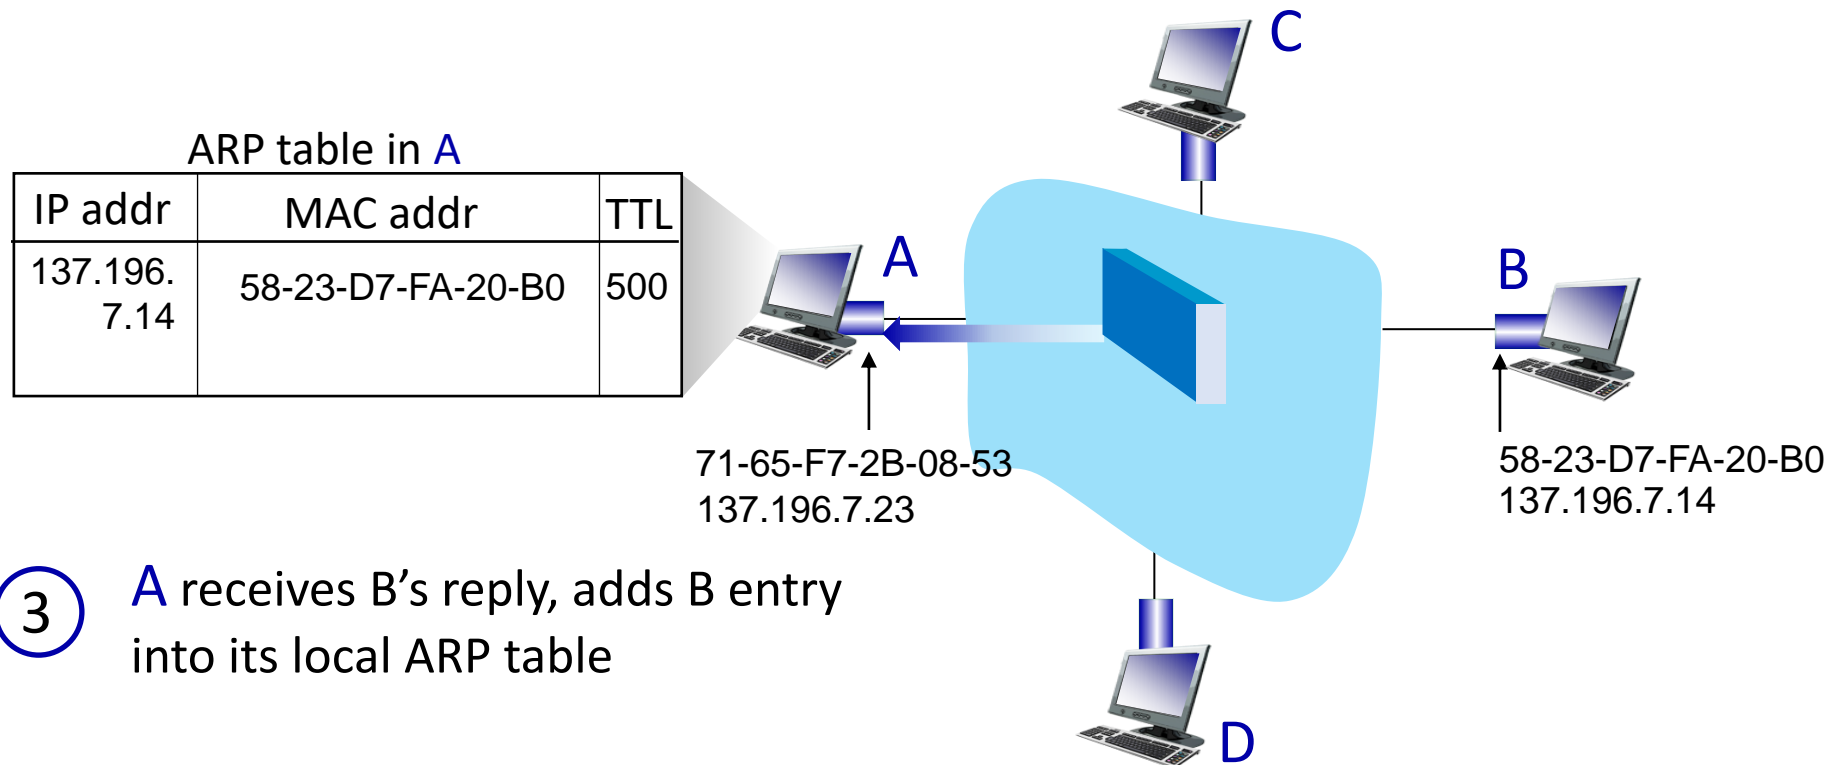 C
ARP table in A
IP addr MAC addr TTL
137.196.
7.14
58-23-D7-FA-20-B0 500
A
B
71-65-F7-2B-08-53
137.196.7.23
58-23-D7-FA-20-B0
137.196.7.14
3
A receives B’s reply, adds B entry
into its local ARP table
D